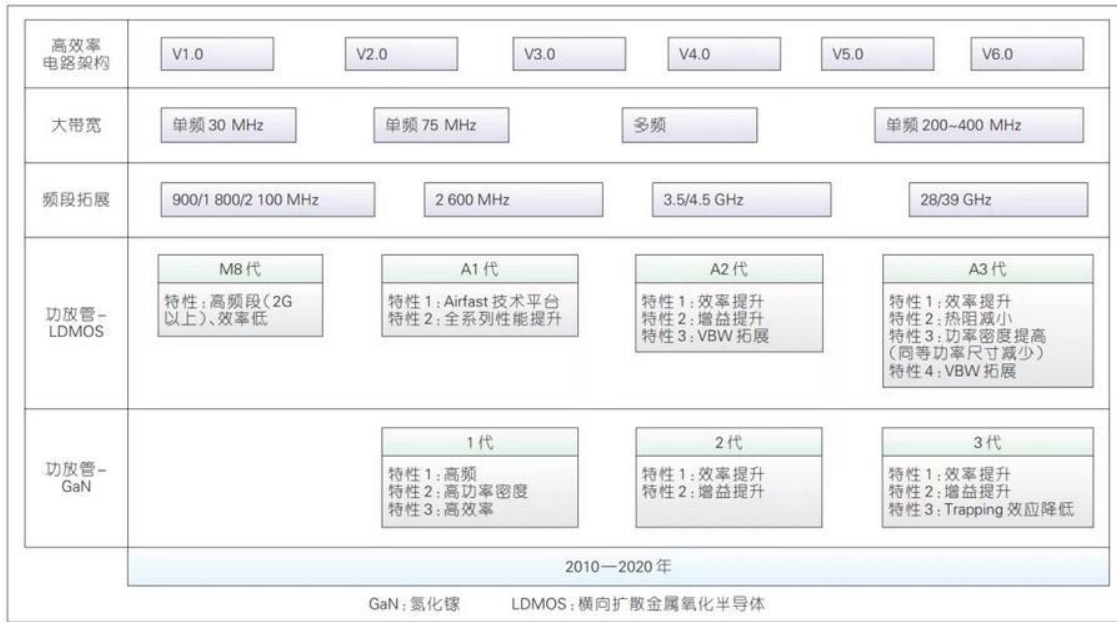 高效率
电路架构
V1.0
V2.0
V3.0
V4.0
V5.0
V6.0
大带宽
单频 30 MHz
单频 75 MHz
多频
单频 200~400 MHz
频段拓展
900/1 800/2 100 MHz
2 600 MHz
3.5/4.5 GHz
28/39 GHz
功放管-
LDMOS
M8 代
特性：高频段（2G
以上）、效率低
A1 代
特性 1：Airfast 技术平台
特性 2：全系列性能提升
A2 代
特性 1：效率提升
特性 2：增益提升
特性 3：VBW 拓展
A3 代
特性 1：效率提升
特性 2：热阻减小
特性 3：功率密度提高
（同等功率尺寸减少）
特性 4：VBW 拓展
功放管-
GaN
1 代
特性 1：高频
特性 2：高功率密度
特性 3：高效率
2 代
特性 1：效率提升
特性 2：增益提升
3 代
特性 1：效率提升
特性 2：增益提升
特性 3：Trapping 效应降低
2010—2020 年
GaN：氮化镓 LDMOS：横向扩散金属氧化半导体